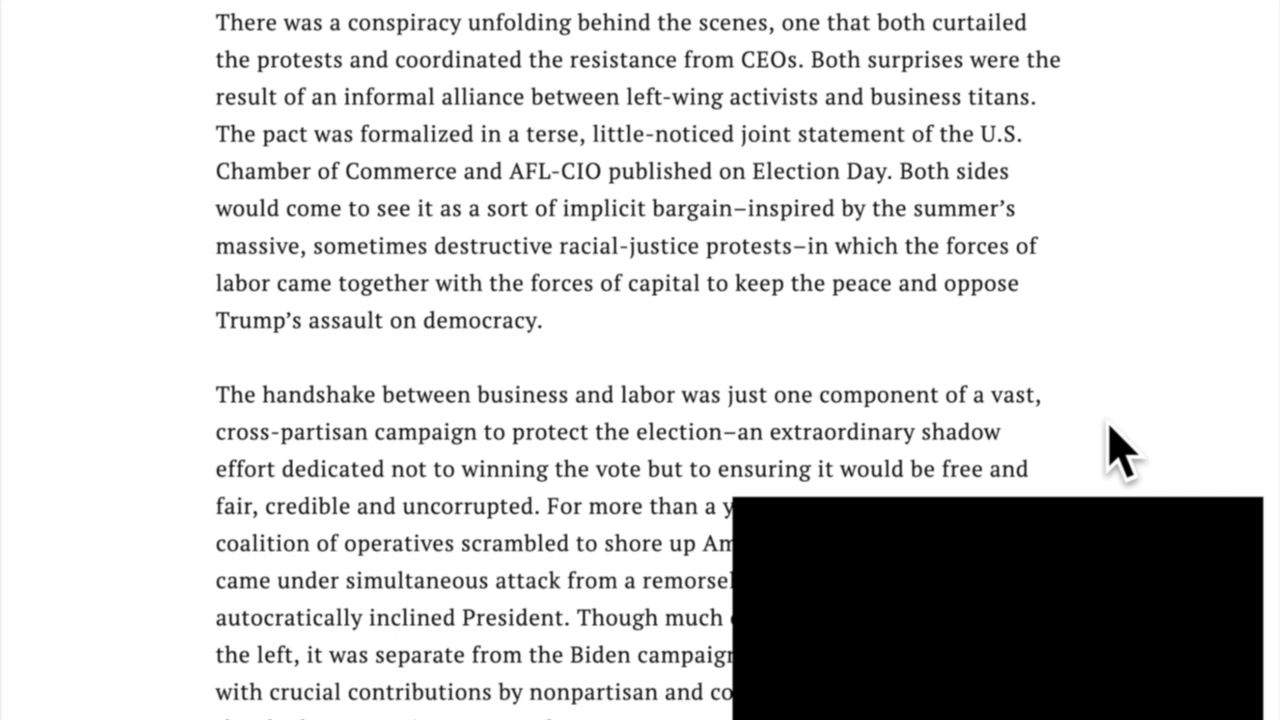 There was a conspiracy unfolding behind the scenes, one that both curtailed
the protests and coordinated the resistance from CEOs. Both surprises were the
result of an informal alliance between left-wing activists and business titans.
The pact was formalized in a terse, little-noticed joint statement of the U.S.
Chamber of Commerce and AFL-CIO published on Election Day. Both sides
would come to see it as a sort of implicit bargain–inspired by the summer’s
massive, sometimes destructive racial-justice protests–in which the forces of
labor came together with the forces of capital to keep the peace and oppose
Trump’s assault on democracy.
The handshake between business and labor was just one component of a vast,
cross-partisan campaign to protect the election–an extraordinary shadow
effort dedicated not to winning the vote but to ensuring it would be free and
fair, credible and uncorrupted. For more than a
coalition of operatives scrambled to shore up
came under simultaneous attack from a
autocratically inclined President. Though much
the left, it was separate from the Biden
with crucial contributions by nonpartisan and